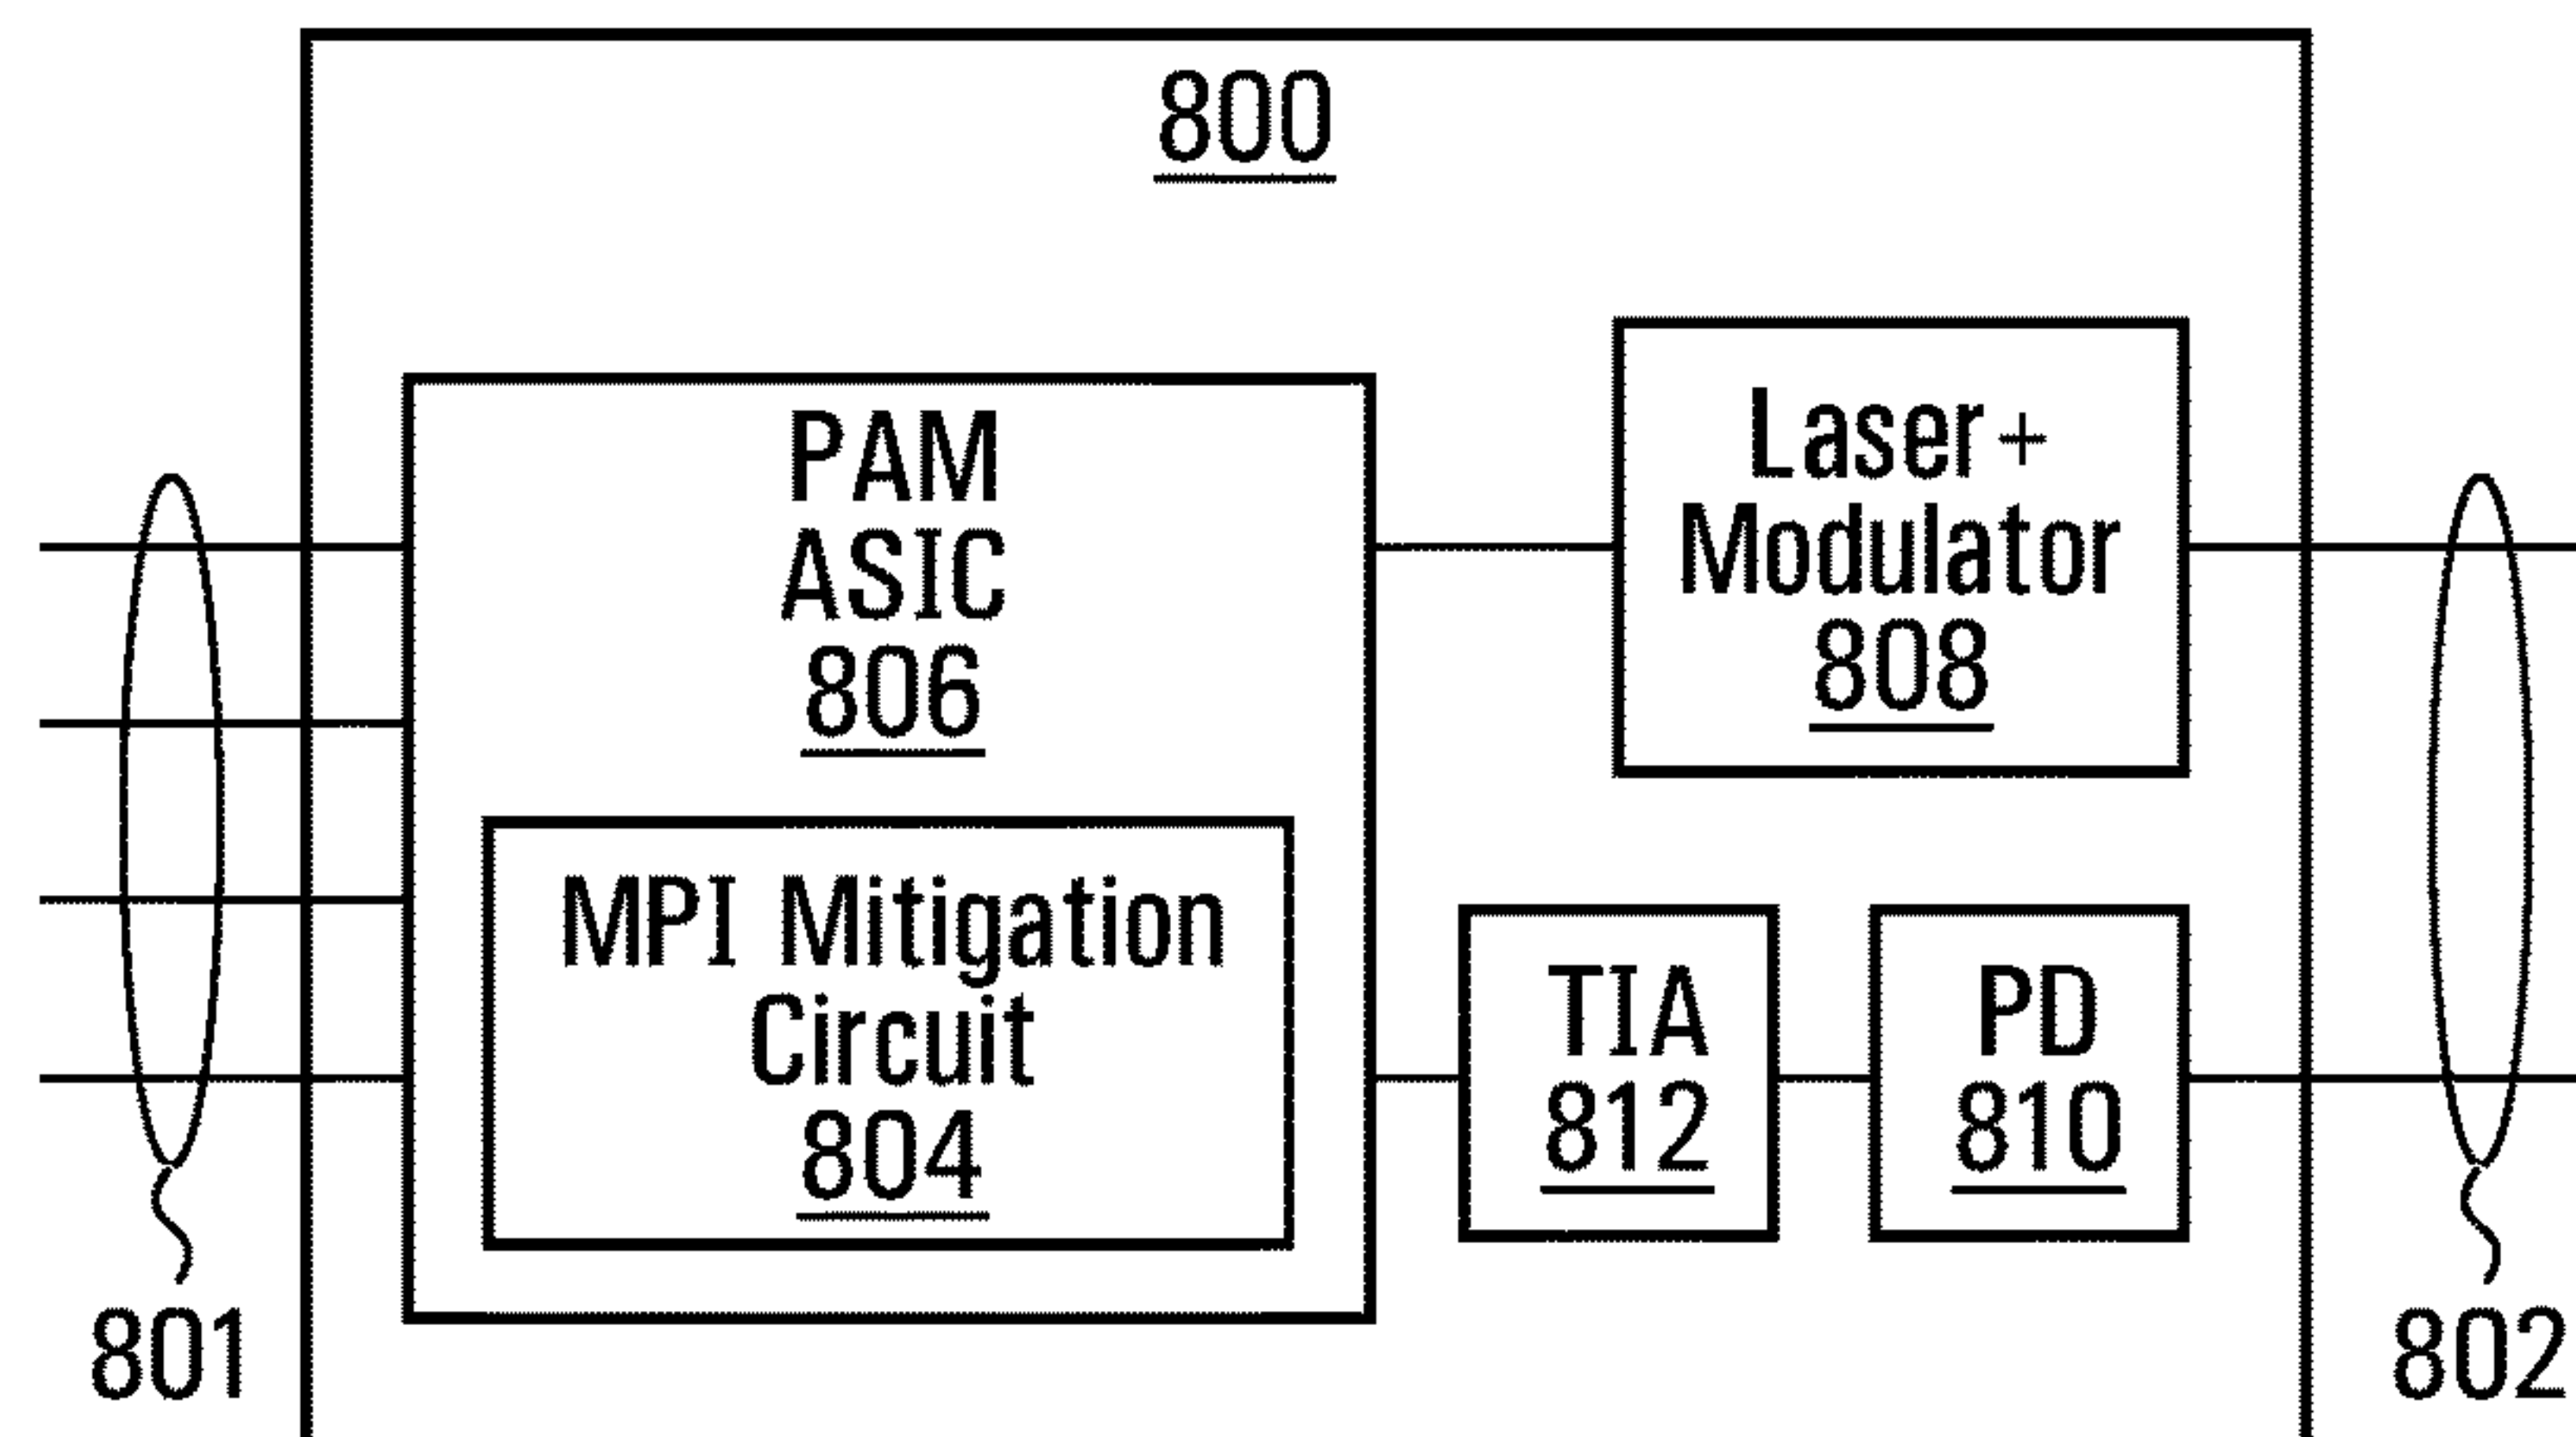 800
PAM
ASIC
806
MPI Mitigation
Circuit
804
Laser+
Modulator
808
TIA
812
PD
810
801
802